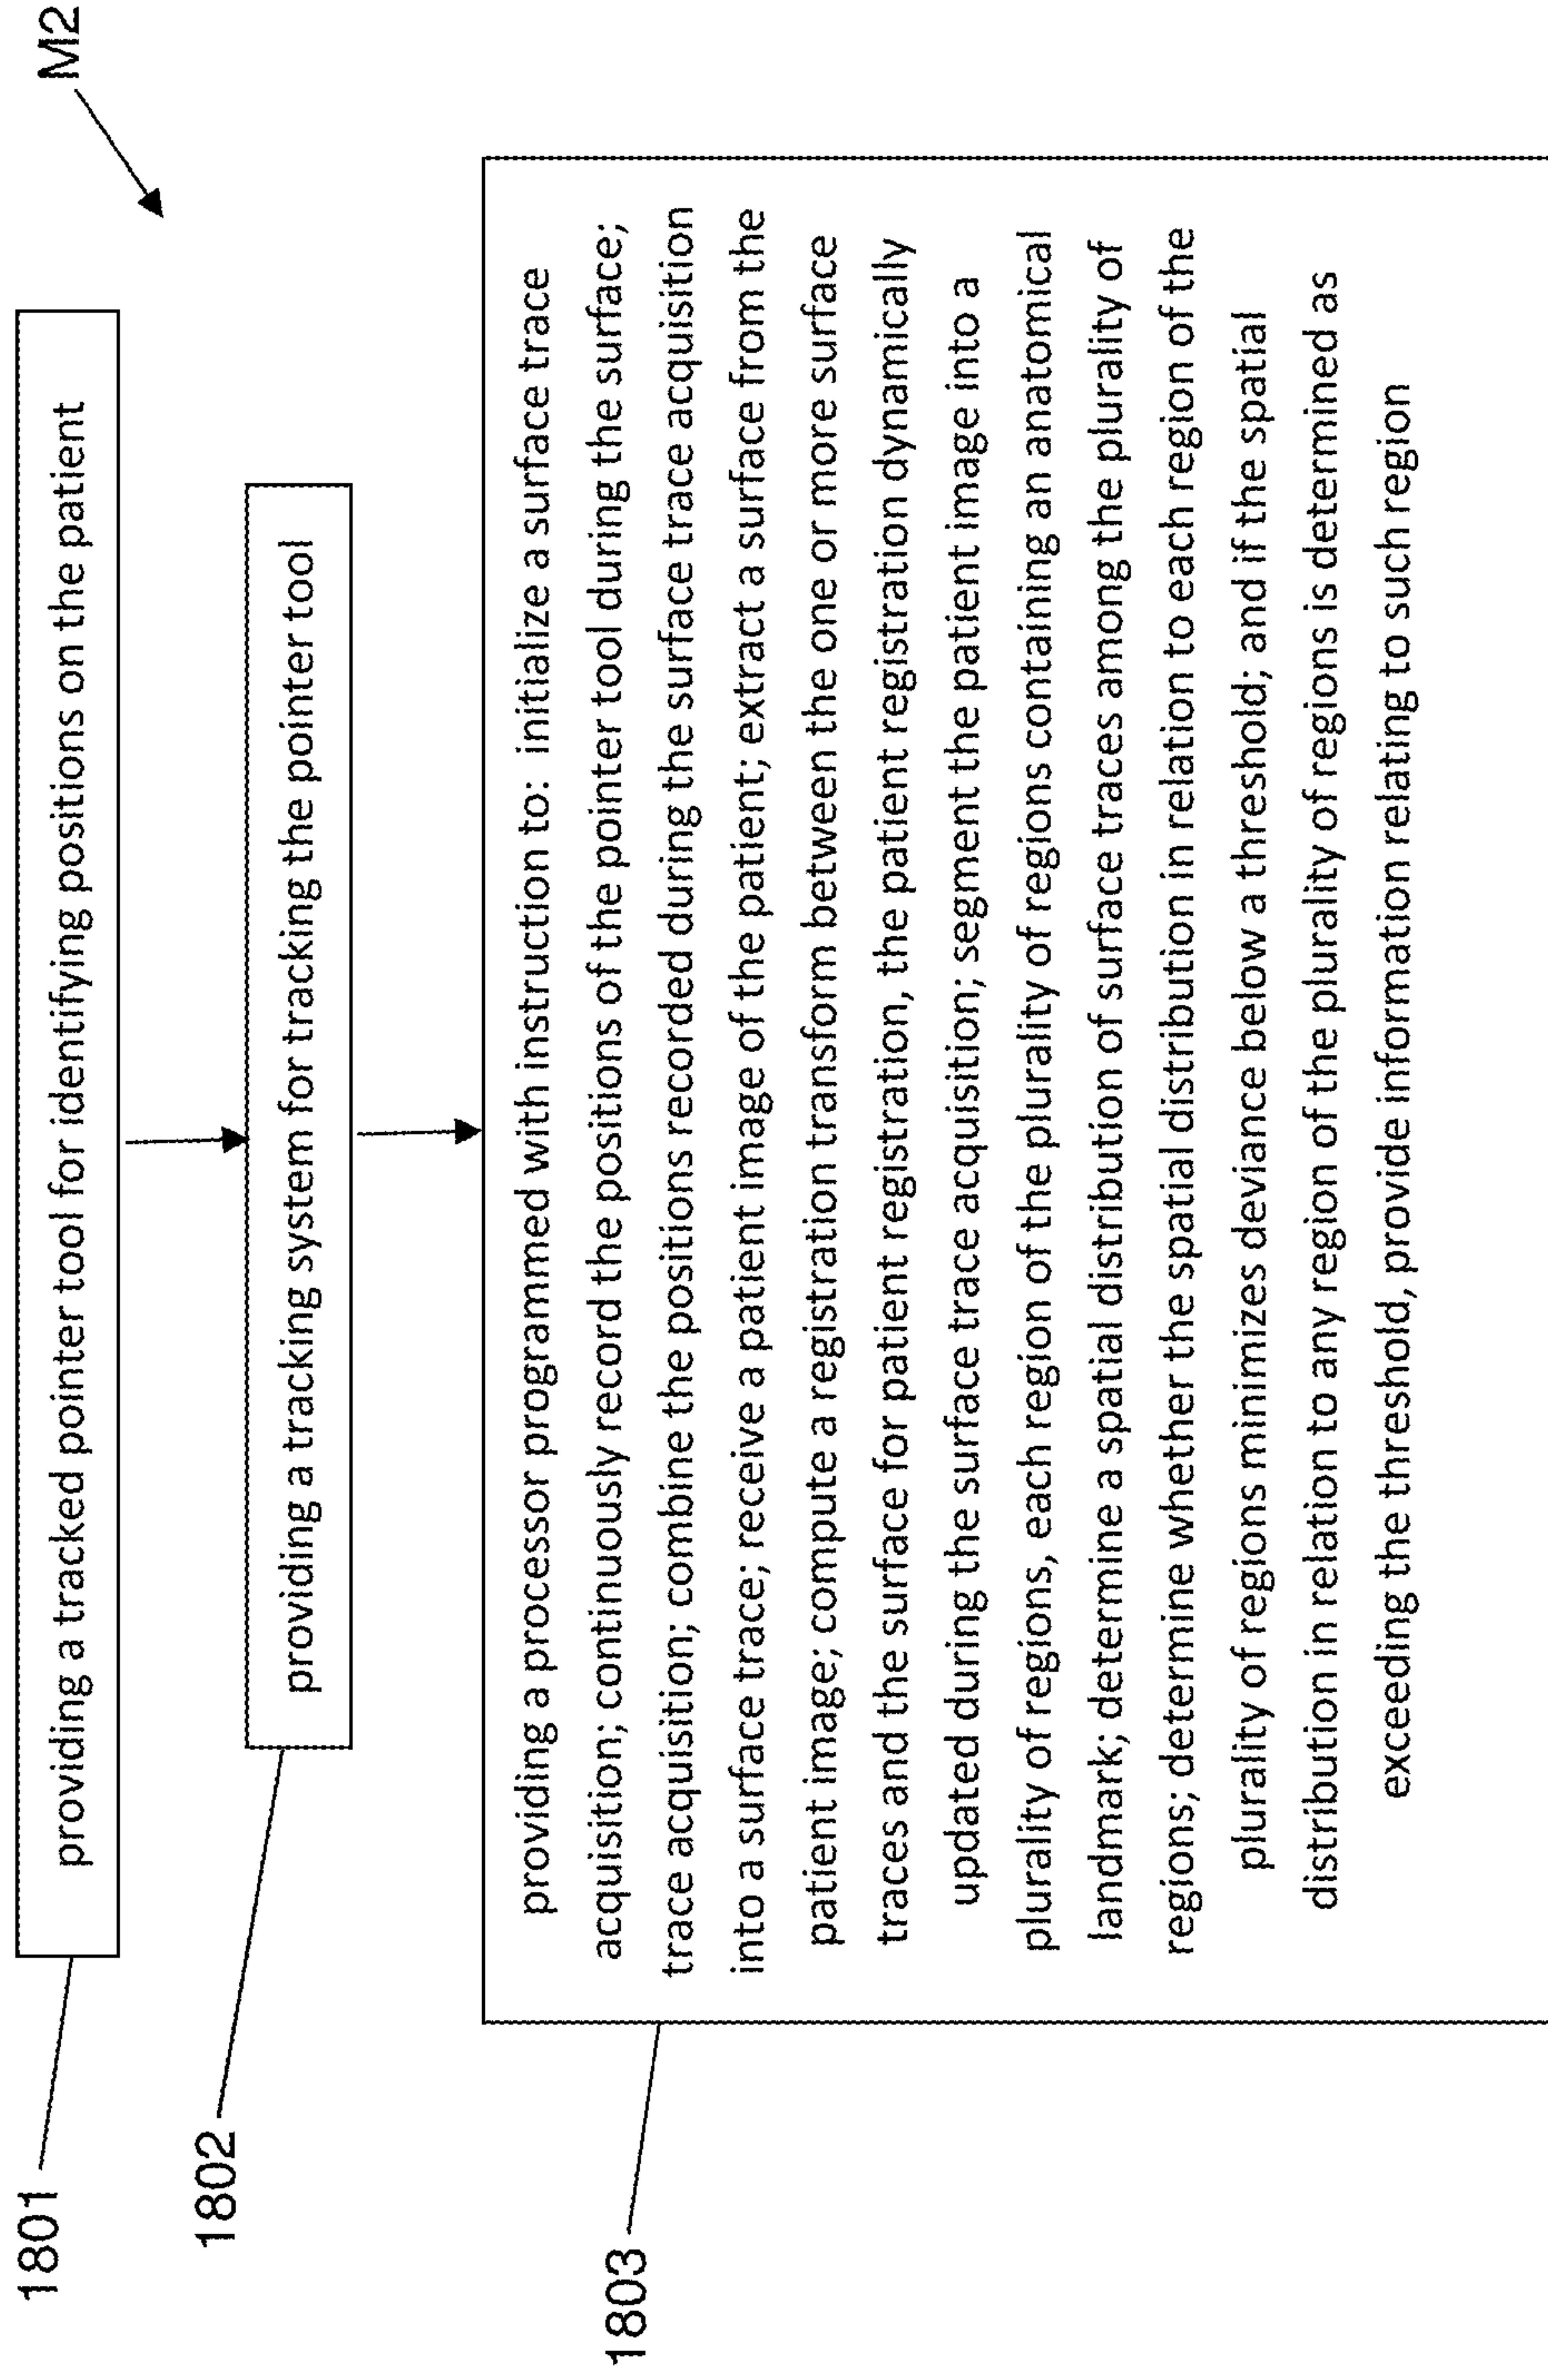 M2
1801
providing a tracked pointer tool for identifying positions on the patient
1802
providing a tracking system for tracking the pointer tool
1803
providing a processor programmed with instruction to: initialize a surface trace
acquisition; continuously record the positions of the pointer tool during the surface;
trace acquisition; combine the positions recorded during the surface trace acquisition
into a surface trace; receive a patient image of the patient; extract a surface from the
patient image; compute a registration transform between the one or more surface
traces and the surface for patient registration, the patient registration dynamically
updated during the surface trace acquisition; segment the patient image into a
plurality of regions, each region of the plurality of regions containing an anatomical
landmark; determine a spatial distribution of surface traces among the plurality of
regions; determine whether the spatial distribution in relation to each region of the
plurality of regions minimizes deviance below a threshold; and if the spatial
distribution in relation to any region of the plurality of regions is determined as
exceeding the threshold, provide information relating to such region